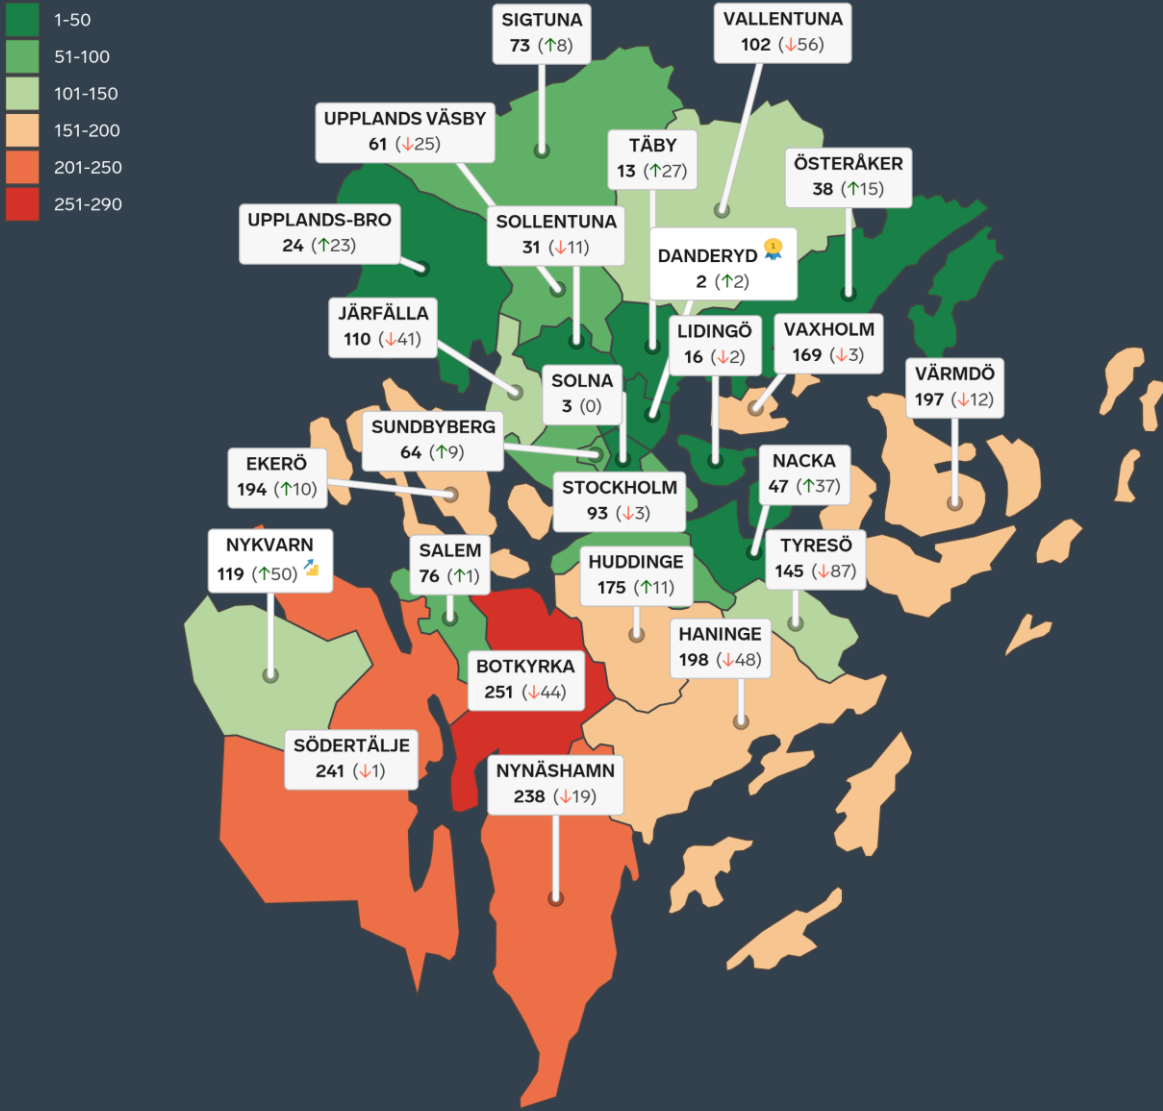 1-50
51-100
101-150
151-200
201-250
251-290
SIGTUNA
73 (↑8)
VALLENTUNA
102 (↓56)
UPPLANDS VÄSBY
61 (↓25)
TÄBY
13 (↑27)
ÖSTERÅKER
38 (↑15)
UPPLANDS-BRO
24 (↑23)
SOLLENTUNA
31 (↓11)
DANDERYD
1
2 (↑2)
JÄRFÄLLA
110 (↓41)
LIDINGÖ
16 (↓2)
VAXHOLM
169 (↓3)
VÄRMDÖ
197 (↓12)
SOLNA
3 (0)
SUNDBYBERG
64 (↑9)
EKERÖ
194 (↑10)
NACKA
47 (↑37)
STOCKHOLM
93 (↓3)
NYKVARN
119 (↑50)
SALEM
76 (↑1)
HUDDINGE
175 (↑11)
TYRESÖ
145 (↓87)
HANINGE
198 (↓48)
BOTKYRKA
251 (↓44)
SÖDERTÄLJE
241 (↓1)
NYNÄSHAMN
238 (↓19)